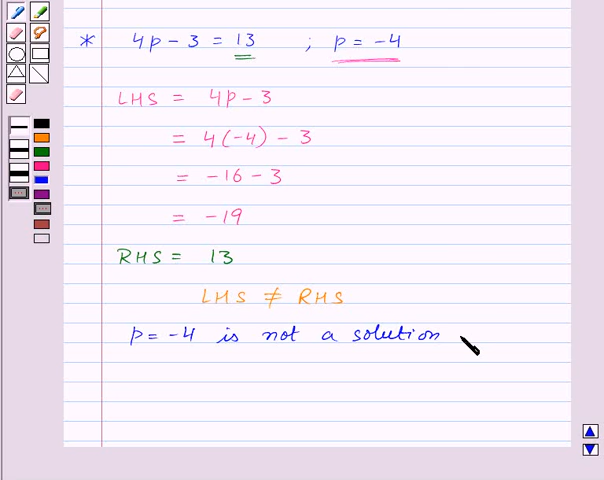 * 4p - 3 = 13 ; p = -4
LHS = 4p - 3
= 4(-4) - 3
= -16 - 3
= -19
RHS = 13
LHS ≠ RHS
p = -4 is not a solution